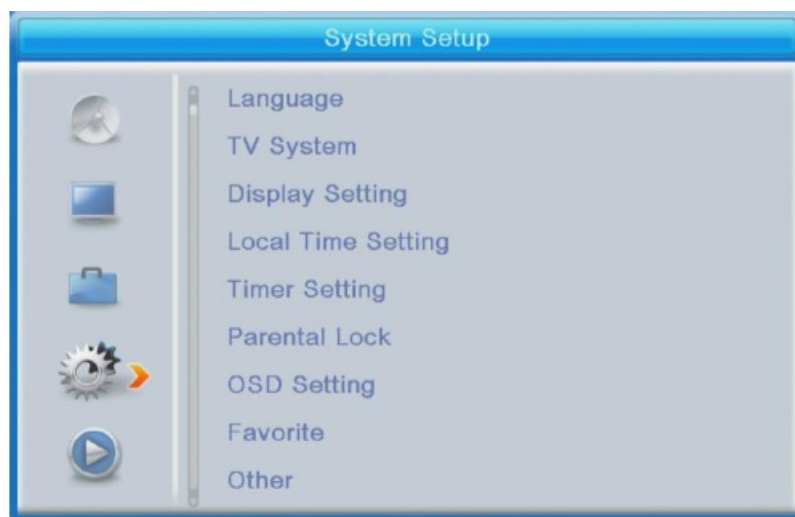 System Setup
Language
TV System
Display Setting
Local Time Setting
Timer Setting
Parental Lock
OSD Setting
Favorite
Other